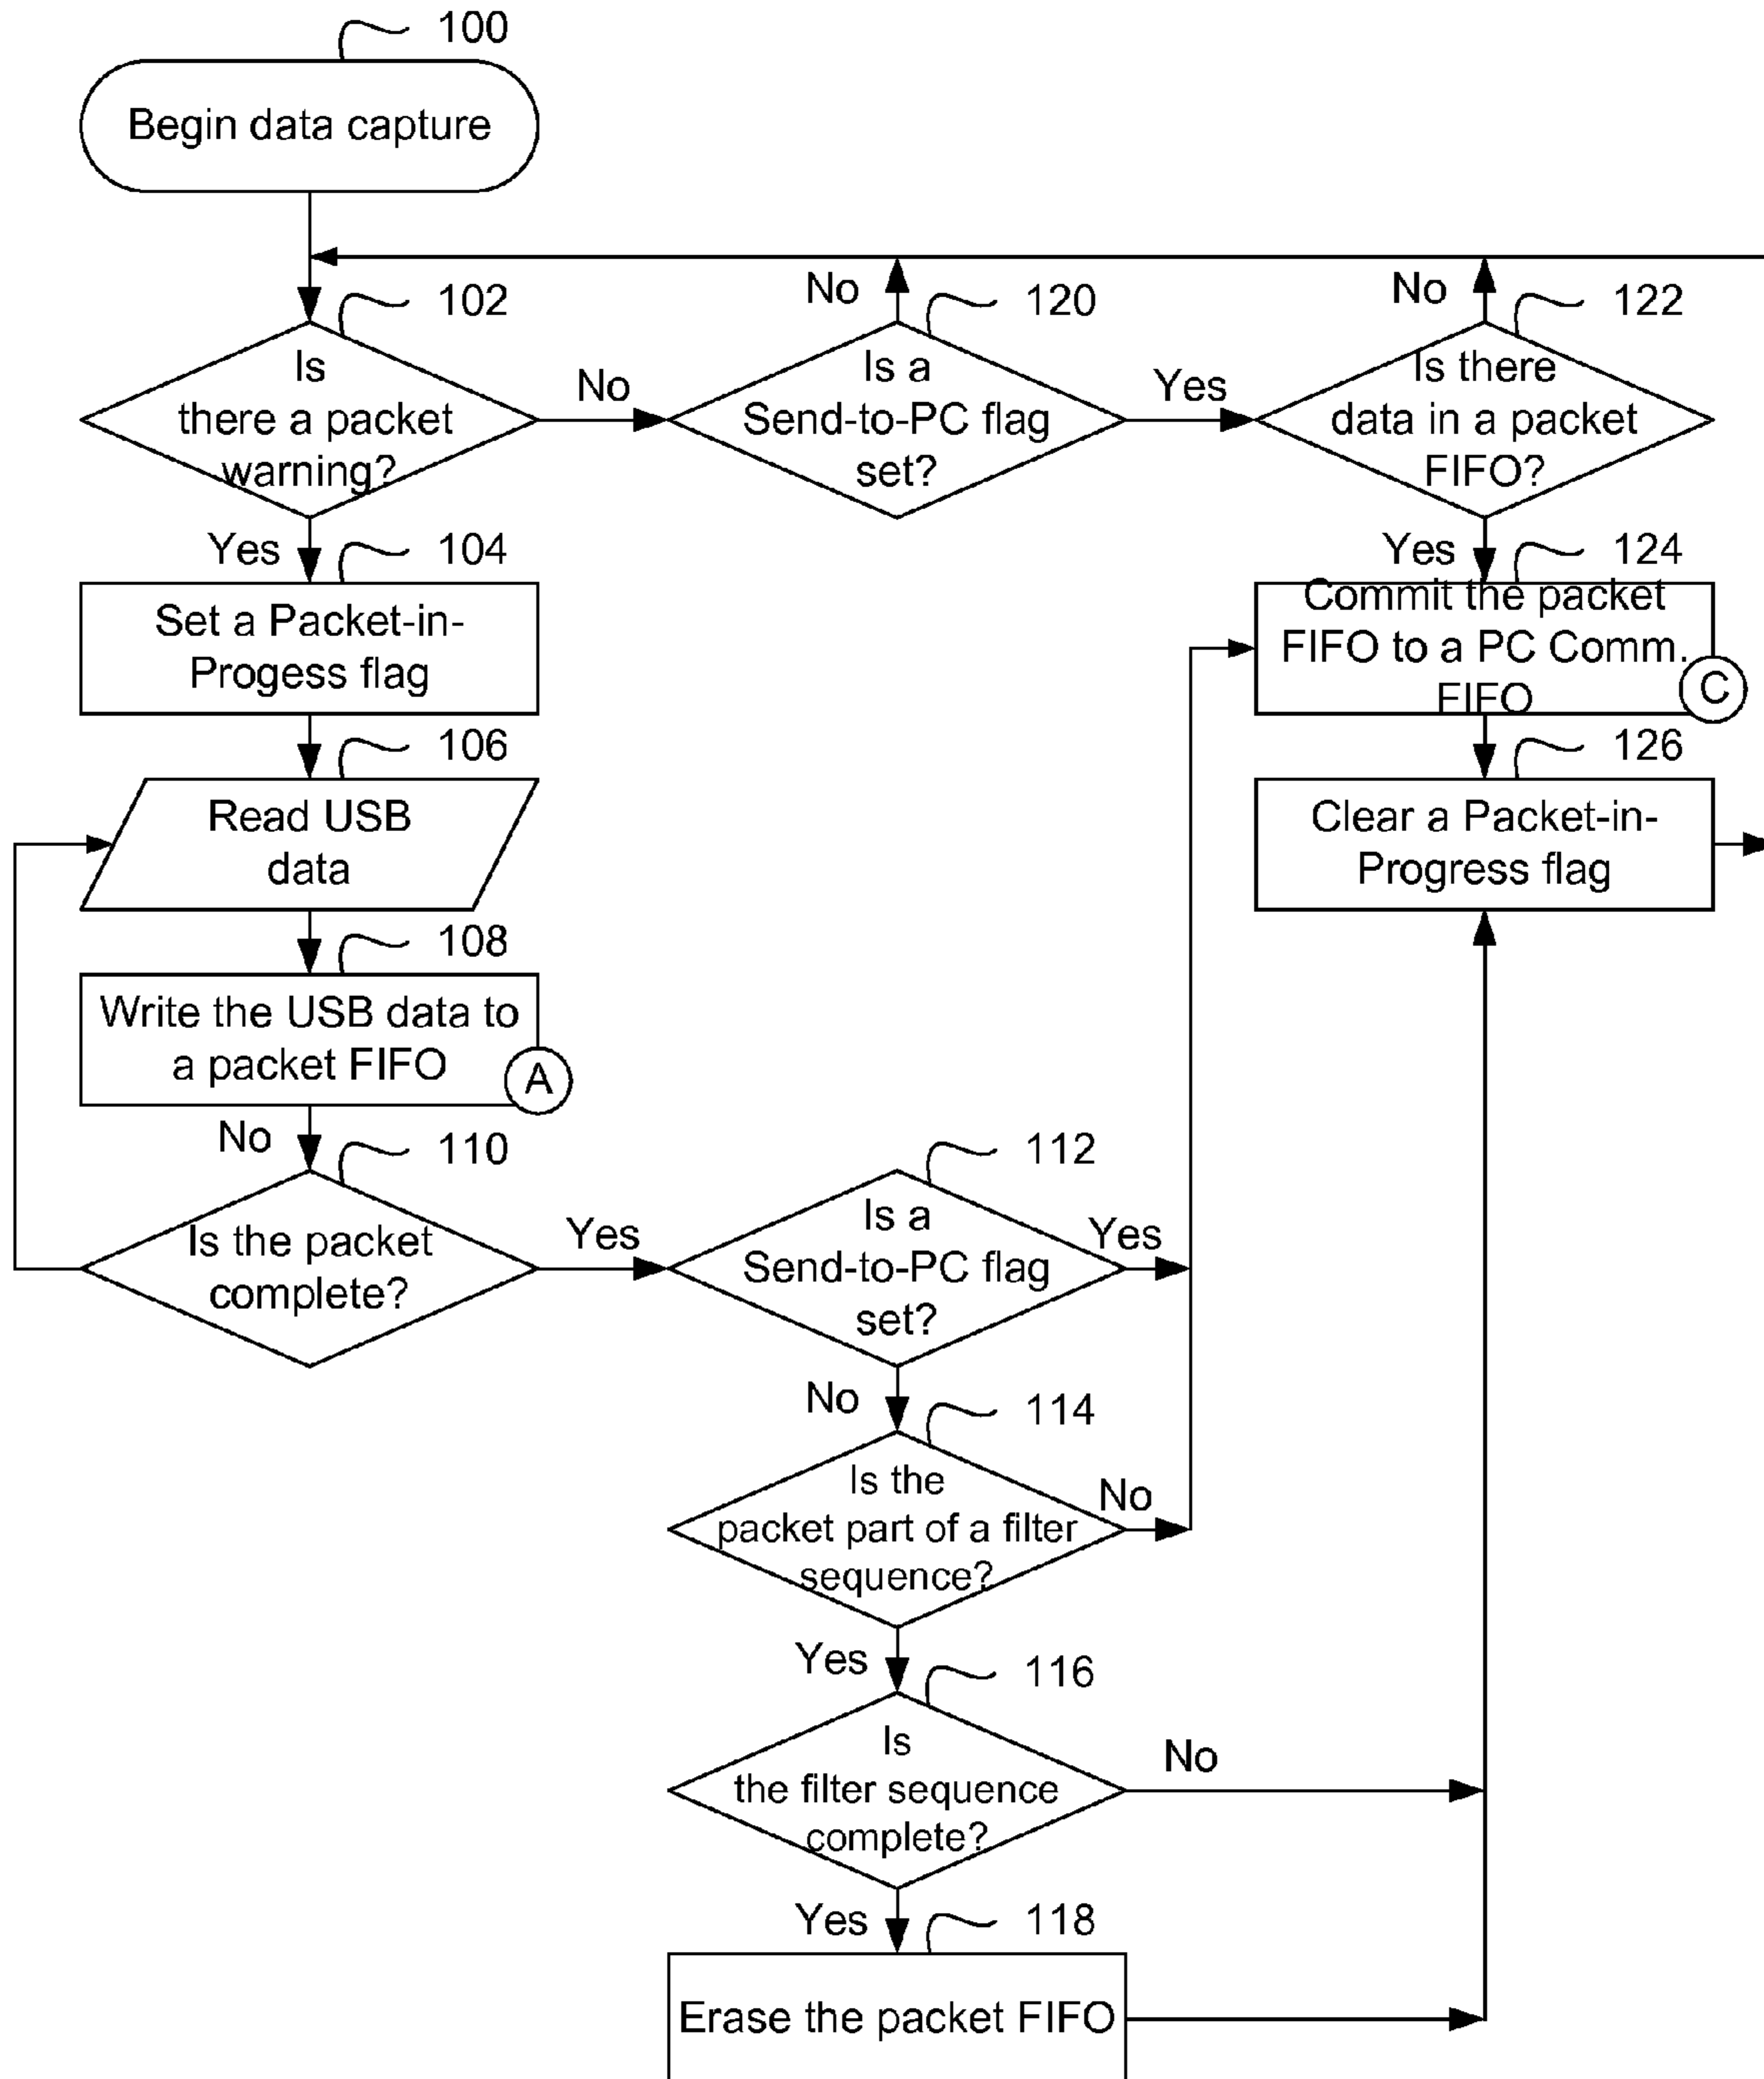 100
Begin data capture
102
Is
there a packet
warning?
No
120
No
Is a
Send-to-PC flag
set?
Yes
122
No
Is there
data in a packet
FIFO?
Yes
104
Set a Packet-in-
Progess flag
Yes
124
Commit the packet
FIFO to a PC Comm.
FIFO
C
106
Read USB
data
126
Clear a Packet-in-
Progress flag
108
Write the USB data to
a packet FIFO
A
No
110
Is the packet
complete?
Yes
112
Is a
Send-to-PC flag
set?
Yes
No
114
Is the
packet part of a filter
sequence?
No
Yes
116
Is
the filter sequence
complete?
No
Yes
118
Erase the packet FIFO